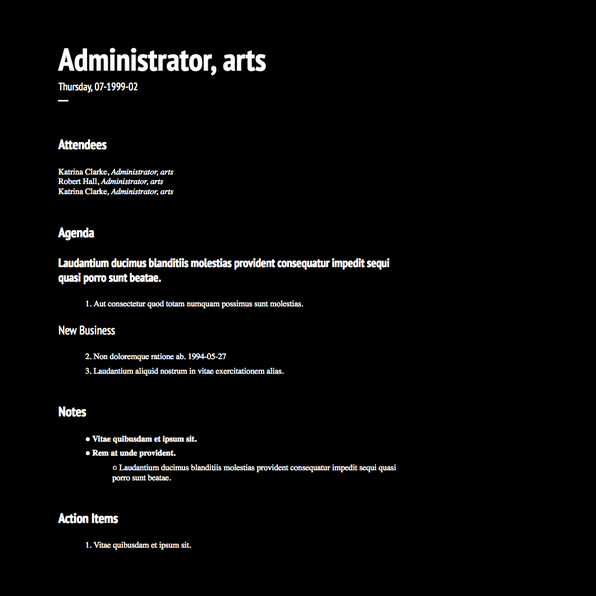 Administrator, arts
Thursday, 07-1999-02
—
Attendees
Katrina Clarke, Administrator, arts
Robert Hall, Administrator, arts
Katrina Clarke, Administrator, arts
Agenda
Laudantium ducimus blanditiis molestias provident consequatur impedit sequi
quasi porro sunt beatae.
1. Aut consectetur quod totam numquam possimus sunt molestias.
New Business
2. Non doloremque ratione ab. 1994-05-27
3. Laudantium aliquid nostrum in vitae exercitationem alias.
Notes
● Vitae quibusdam et ipsum sit.
● Rem at unde provident.
○ Laudantium ducimus blanditiis molestias provident consequatur impedit sequi quasi
porro sunt beatae.
Action Items
1. Vitae quibusdam et ipsum sit.